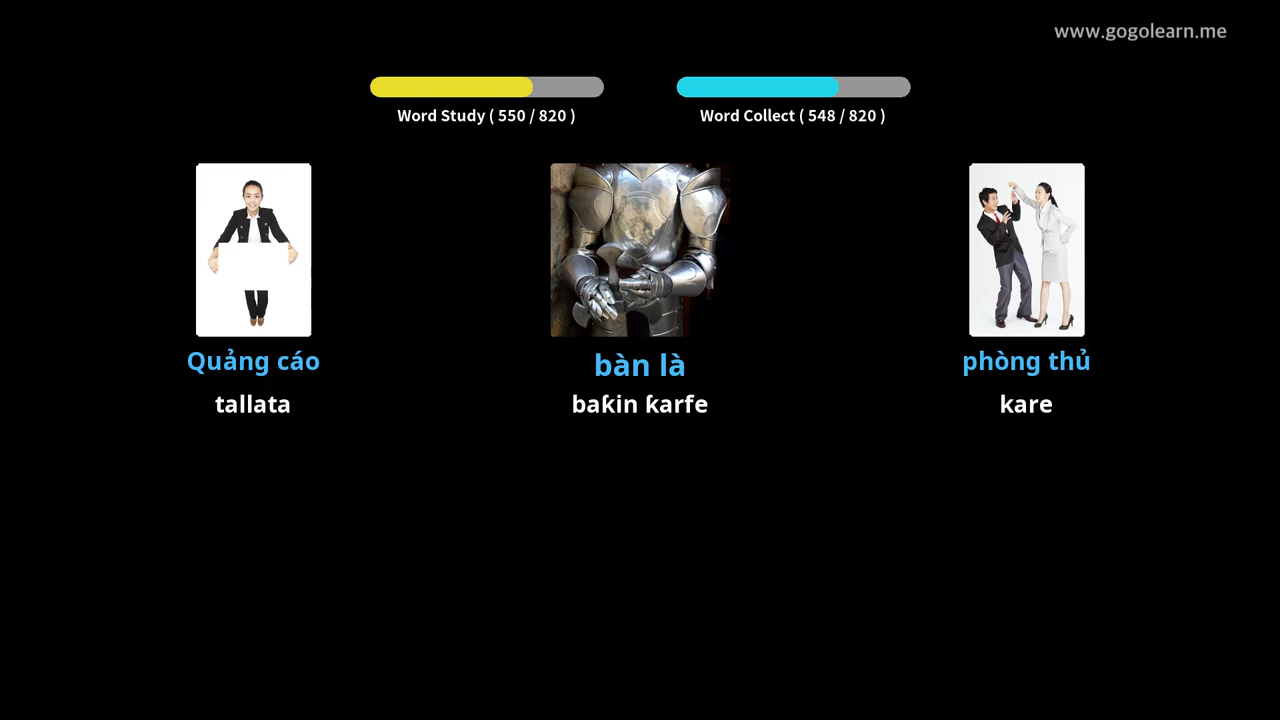 www.gogolearn.me
Word Study ( 550 / 820 )
Word Collect ( 548 / 820 )
Quảng cáo
tallata
bàn là
baƙin ƙarfe
phòng thủ
kare